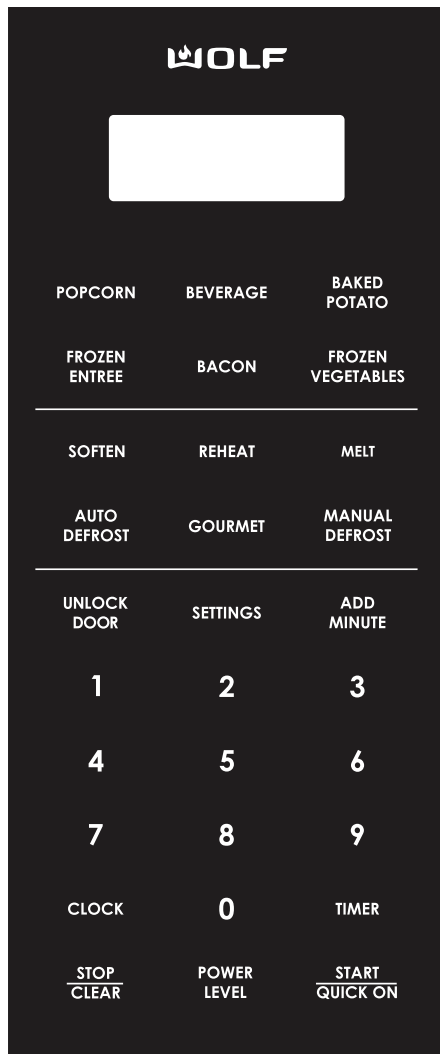 WOLF
POPCORN
BEVERAGE
BAKED
POTATO
FROZEN
ENTREE
BACON
FROZEN
VEGETABLES
SOFTEN
REHEAT
MELT
AUTO
DEFROST
GOURMET
MANUAL
DEFROST
UNLOCK
DOOR
SETTINGS
ADD
MINUTE
1
2
3
4
5
6
7
8
9
CLOCK
0
TIMER
STOP
CLEAR
POWER
LEVEL
START
QUICK ON